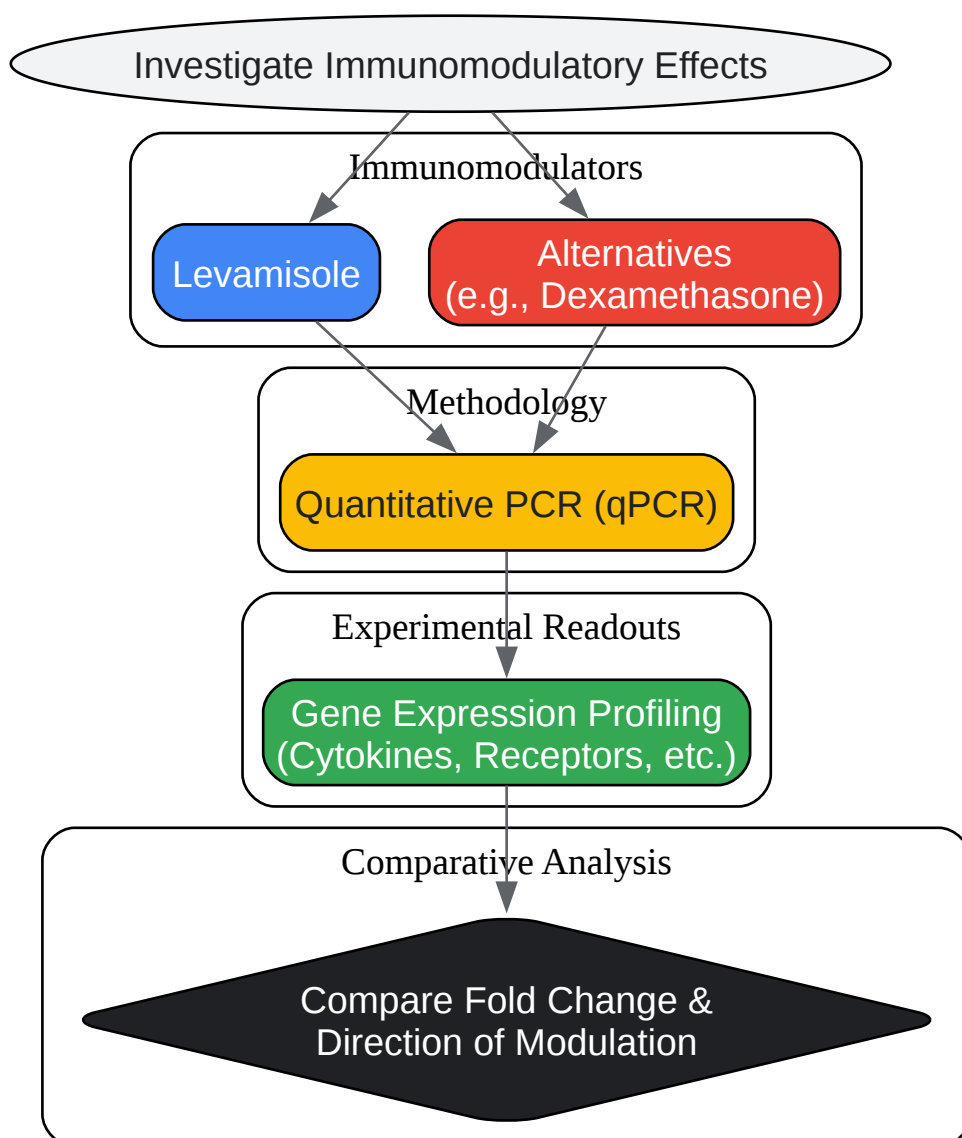 Investigate Immunomodulatory Effects
Immunomodulators
Levamisole
Alternatives
(e.g., Dexamethasone)
Methodology
Quantitative PCR (qPCR)
Experimental Readouts
Gene Expression Profiling
(Cytokines, Receptors, etc.)
Comparative Analysis
Compare Fold Change &
Direction of Modulation